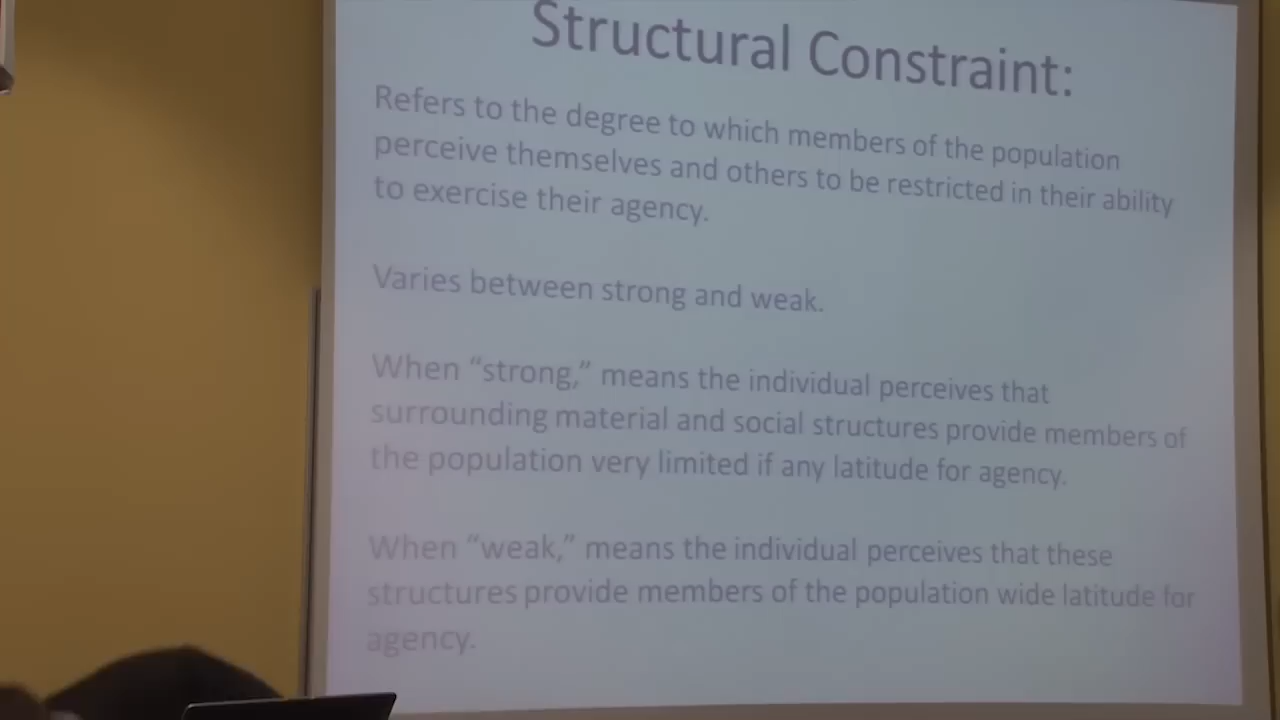 Structural Constraint:
Refers to the degree to which members of the population
perceive themselves and others to be restricted in their ability
to exercise their agency.
Varies between strong and weak.
When “strong,” means the individual perceives that
surrounding material and social structures provide members of
the population very limited if any latitude for agency.
When “weak,” means the individual perceives that these
structures provide members of the population wide latitude for
agency.